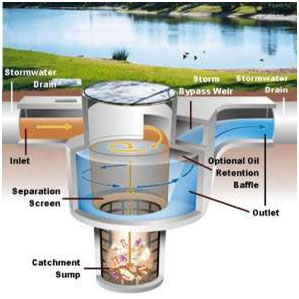 Stormwater
Drain
Storm
Bypass Weir
Stormwater
Drain
Inlet
Optional Oil
Retention
Baffle
Separation
Screen
Outlet
Catchment
Sump